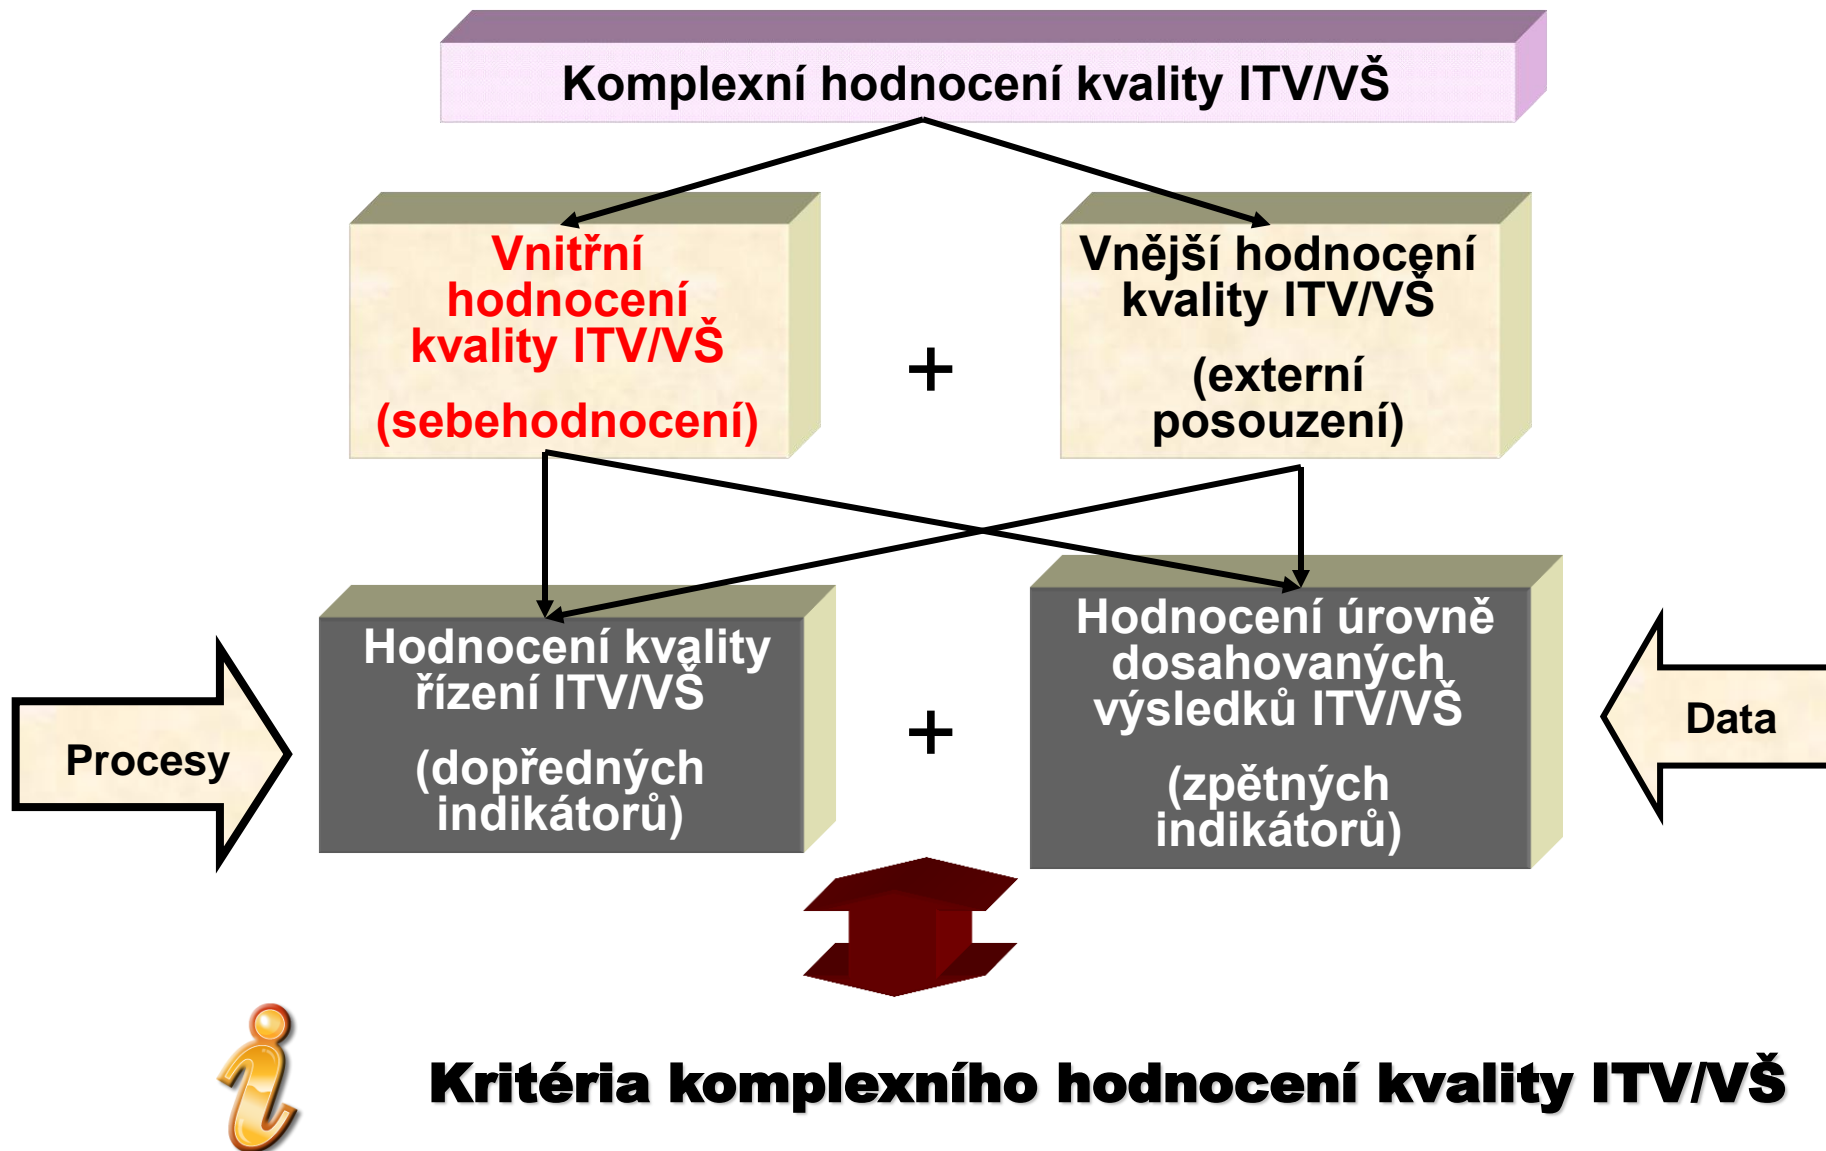 Komplexní hodnocení kvality ITV/VŠ
Vnitřní
hodnocení
kvality ITV/VŠ
(sebehodnocení)
+
Vnější hodnocení
kvality ITV/VŠ
(externí
posouzení)
Procesy
Hodnocení kvality
řízení ITV/VŠ
(dopředných
indikátorů)
+
Hodnocení úrovně
dosahovaných
výsledků ITV/VŠ
(zpětných
indikátorů)
Data
Kritéria komplexního hodnocení kvality ITV/VŠ